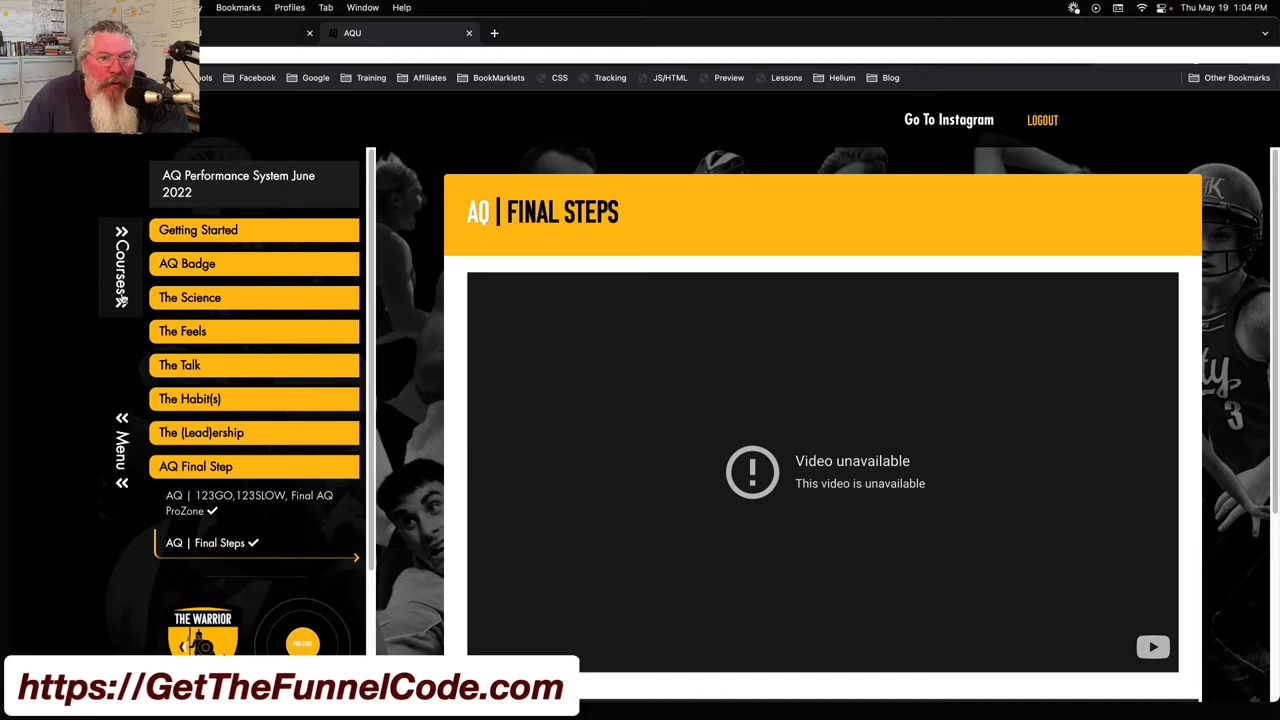 Bookmarks Profiles Tab Window Help
Thu May 19 1:04 PM
AQU
Facebook Google Training Affiliates BookMarklets CSS Tracking JS/HTML Preview Lessons Helium Blog Other Bookmarks
Go To Instagram LOGOUT
AQ Performance System June
2022
Courses
Menu
Getting Started
AQ Badge
The Science
The Feels
The Talk
The Habit(s)
The (Lead)ership
AQ Final Step
AQ | 123GO,123SLOW, Final AQ
ProZone
AQ | Final Steps
THE WARRIOR
AQ | FINAL STEPS
Video unavailable
This video is unavailable
3
https://GetTheFunnelCode.com